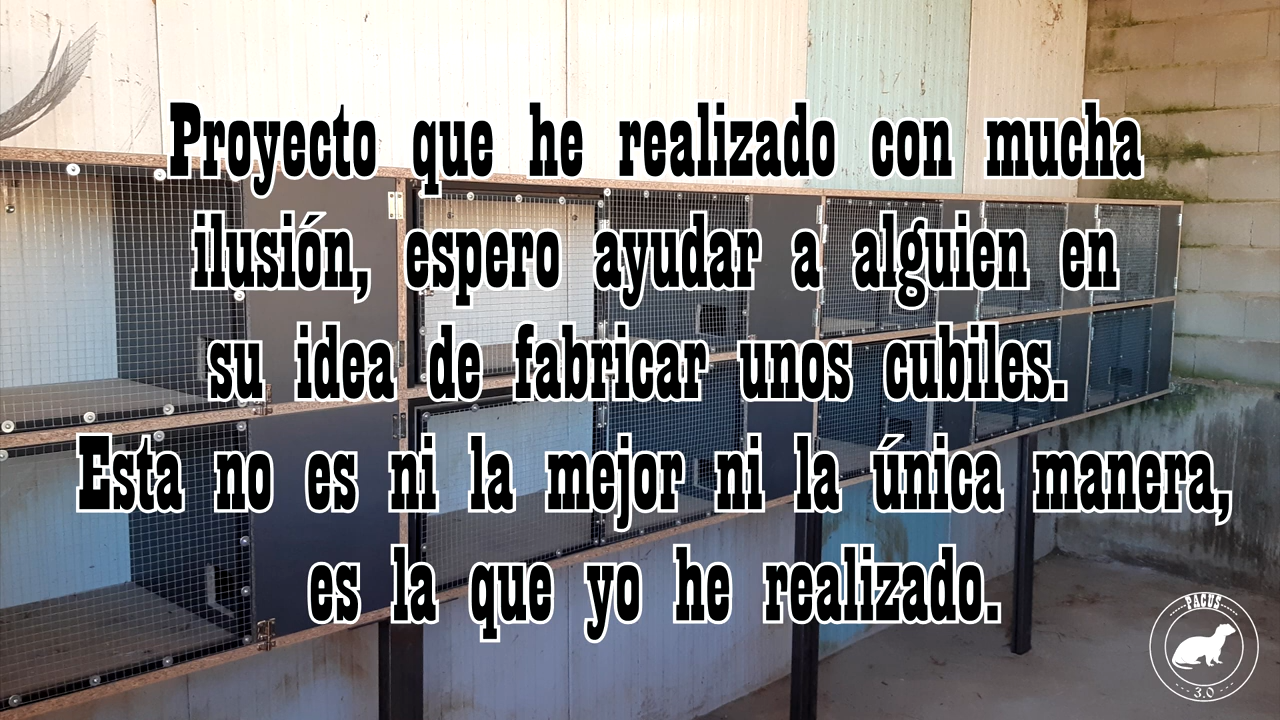 Proyecto que he realizado con mucha
ilusión, espero ayudar a alguien en
su idea de fabricar unos cubiles.
Esta no es ni la mejor ni la única manera,
es la que yo he realizado.
PAGUS
3.0